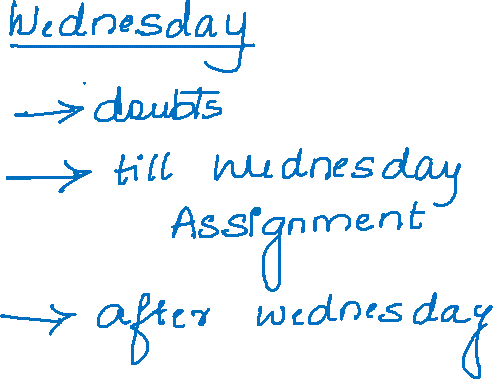 Wednesday
→ doubts
→ till Wednesday
Assignment
→ after wednesday